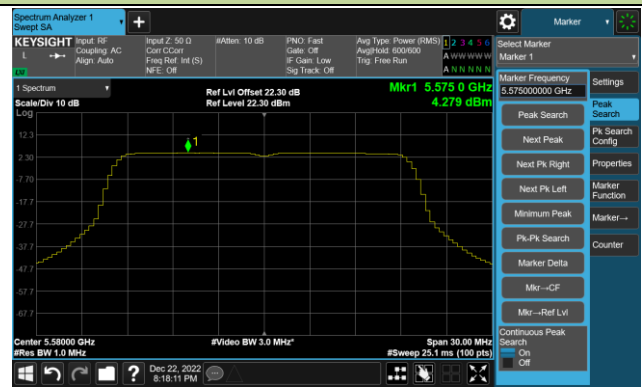 Spectrum Analyzer 1
Swept SA
Marker
KEYSIGHT
L
Input: RF
Coupling: AC
Align: Auto
Input Z: 50 Ω
Corr CCorr
Freq Ref: Int (S)
NFE: Off
#Atten: 10 dB
PNO: Fast
Gate: Off
IF Gain: Low
Sig Track: Off
Avg Type: Power (RMS)
Avg|Hold: 600/600
Trig: Free Run
1 2 3 4 5 6
A W W W W W
A N N N N N
Select Marker
Marker 1
1 Spectrum
Scale/Div 10 dB
Log
Ref Lvl Offset 22.30 dB
Ref Level 22.30 dBm
Mkr1 5.575 0 GHz
4.279 dBm
1
12.3
2.30
-7.70
-17.7
-27.7
-37.7
-47.7
-57.7
-67.7
Center 5.58000 GHz
#Res BW 1.0 MHz
#Video BW 3.0 MHz*
Span 30.00 MHz
#Sweep 25.1 ms (100 pts)
Marker Frequency
5.575000000 GHz
Peak Search
Next Peak
Next Pk Right
Next Pk Left
Minimum Peak
Pk-Pk Search
Marker Delta
Mkr→CF
Mkr→Ref Lvl
Continuous Peak
Search
On
Off
Settings
Peak
Search
Pk Search
Config
Properties
Marker
Function
Marker→
Counter
?
Dec 22, 2022
8:18:11 PM